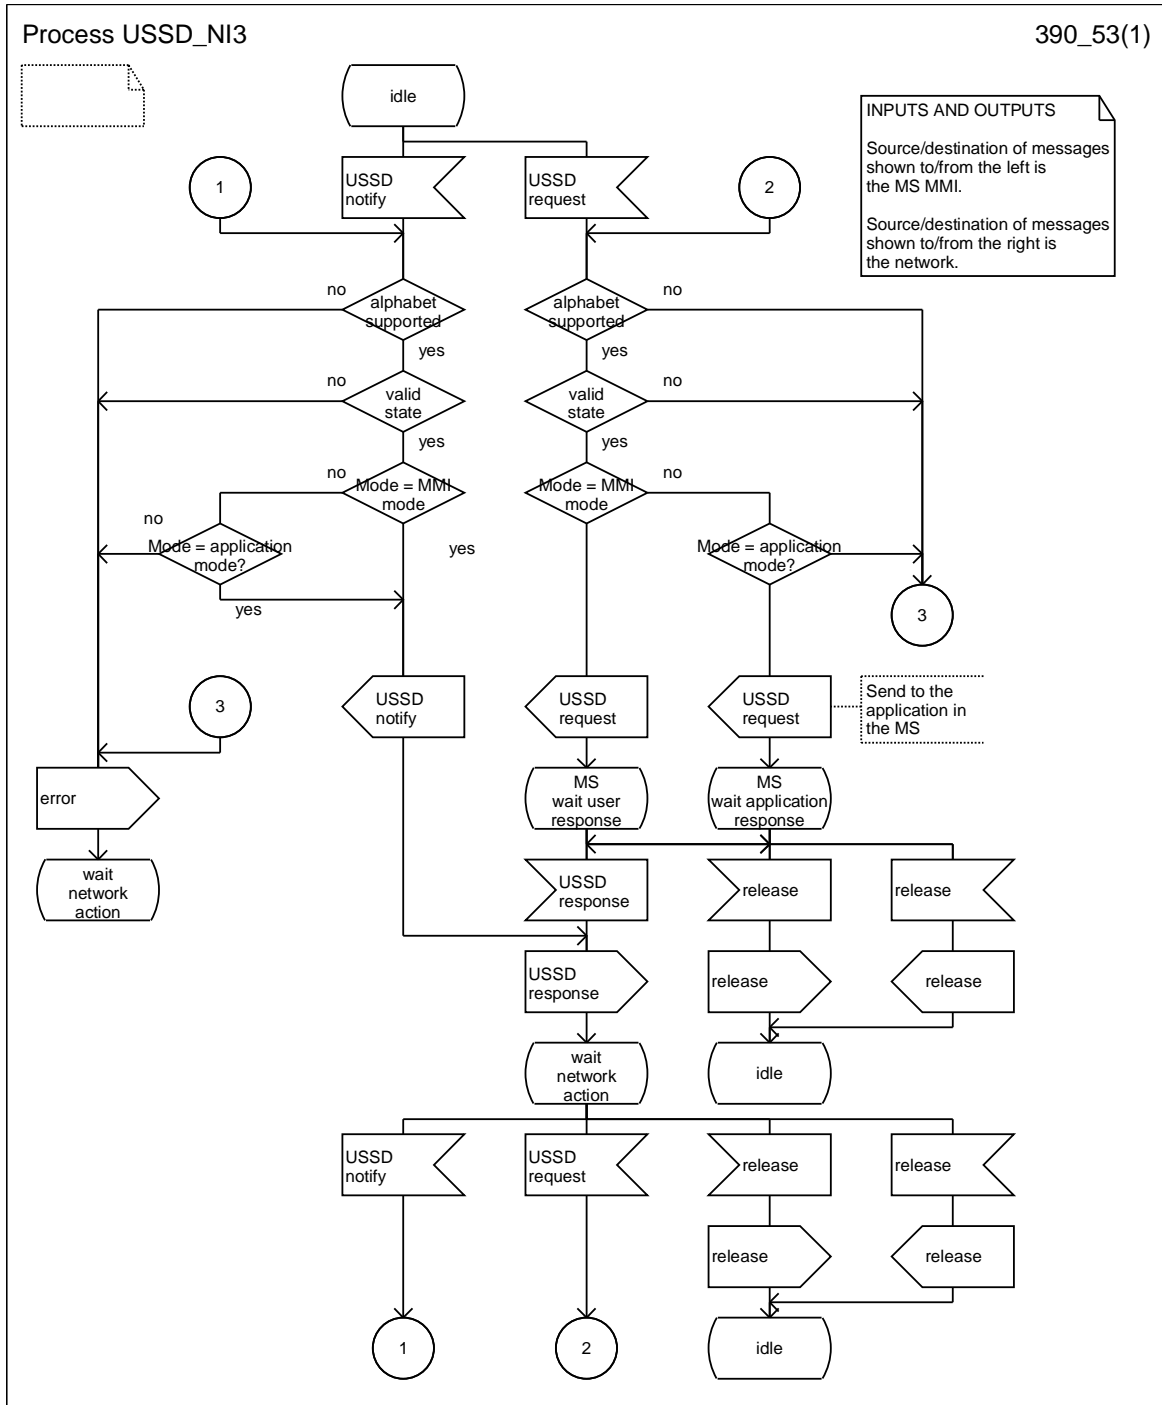 Process USSD_NI3
390_53(1)
idle
INPUTS AND OUTPUTS
Source/destination of messages
shown to/from the left is
the MS MMI.
Source/destination of messages
shown to/from the right is
the network.
1
USSD
notify
USSD
request
2
no
alphabet
supported
yes
alphabet
supported
no
yes
no
valid
state
yes
valid
state
no
yes
no
Mode = MMI
mode
yes
Mode = MMI
mode
no
no
Mode = application
mode?
yes
Mode = application
mode?
3
3
USSD
notify
USSD
request
USSD
request
Send to the
application in
the MS
error
MS
wait user
response
MS
wait application
response
wait
network
action
USSD
response
release
release
USSD
response
release
release
wait
network
action
idle
USSD
notify
USSD
request
release
release
release
release
1
2
idle